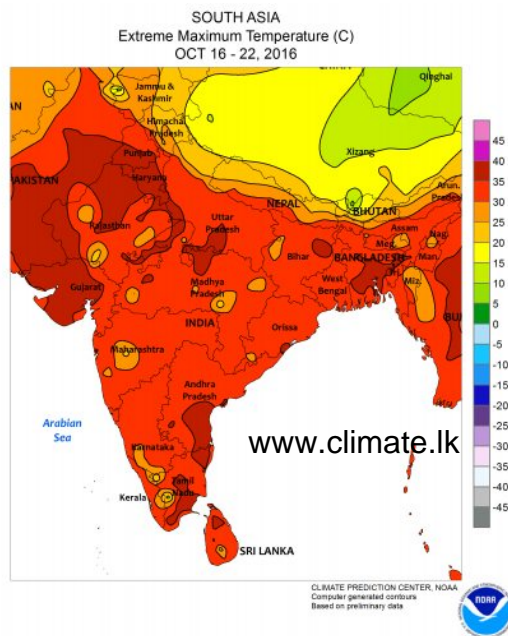 SOUTH ASIA
Extreme Maximum Temperature (C)
OCT 16 - 22, 2016
Qinghai
Jammu &
Kashmir
Himachal
Pradesh
Xizang
Punjab
Haryana
PAKISTAN
Arun.
Pradesh
NEPAL
BHUTAN
Rajasthan
Uttar
Pradesh
Assam
Nag.
Meg.
Bihar
BANGLADESH
Man.
Gujarat
Madhya
Pradesh
West
Bengal
Miz.
INDIA
Orissa
Maharashtra
Andhra
Pradesh
Arabian
Sea
Karnataka
www.climate.lk
Tamil
Nadu
Kerala
SRI LANKA
45
40
35
30
25
20
15
10
5
0
-5
-10
-15
-20
-25
-30
-35
-40
-45
CLIMATE PREDICTION CENTER, NOAA
Computer generated contours
Based on preliminary data
NOAA